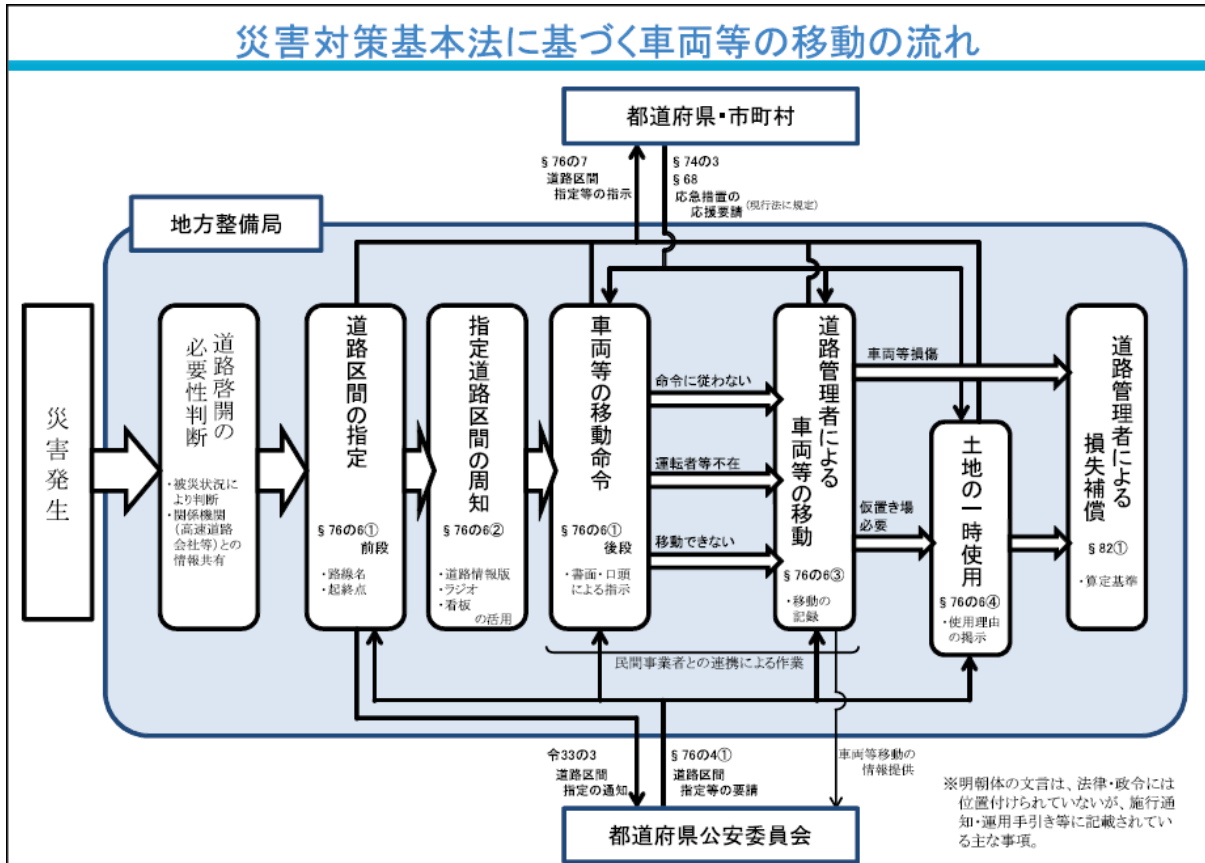 災害対策基本法に基づく車両等の移動の流れ
都道府県・市町村
§76の7
道路区間
指定等の指示
§74の3
§68
応急措置の
応援要請
(現行法に規定)
地方整備局
災害発生
道路啓開の
必要性判断
・被災状況に
より判断
・関係機関
(高速道路
会社等)との
情報共有
道路区間の指定
§76の6①
前段
・路線名
・起終点
指定道路区間の周知
§76の6②
・道路情報版
・ラジオ
・看板
の活用
車両等の移動命令
§76の6①
後段
・書面・口頭
による指示
命令に従わない
運転者等不在
移動できない
道路管理者による
車両等の移動
§76の6③
・移動の
記録
車両等損傷
仮置き場
必要
土地の一時使用
§76の6④
・使用理由
の掲示
道路管理者による
損失補償
§82①
・算定基準
民間事業者との連携による作業
令33の3
道路区間
指定の通知
§76の4①
道路区間
指定等の要請
車両等移動の
情報提供
都道府県公安委員会
※明朝体の文言は、法律・政令には
位置付けられていないが、施行通
知・運用手引き等に記載されてい
る主な事項。